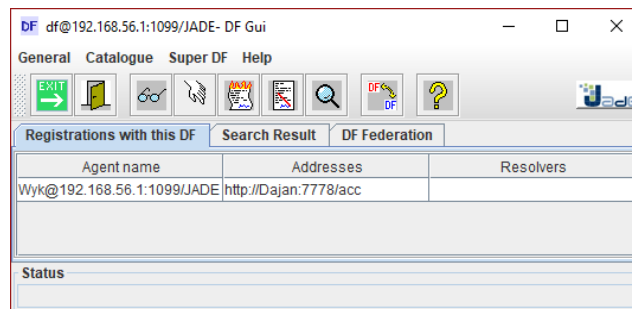 DF df@192.168.56.1:1099/JADE- DF Gui
General Catalogue Super DF Help
EXIT DF DF ? Jade
Registrations with this DF Search Result DF Federation
Agent name Addresses Resolvers
Wyk@192.168.56.1:1099/JADE http://Dajan:7778/acc
Status